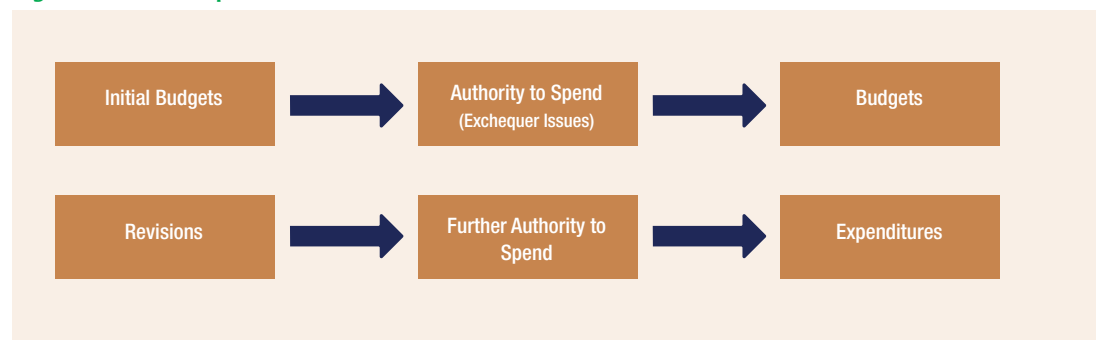 Initial Budgets
Authority to Spend
(Exchequer Issues)
Budgets
Revisions
Further Authority to
Spend
Expenditures